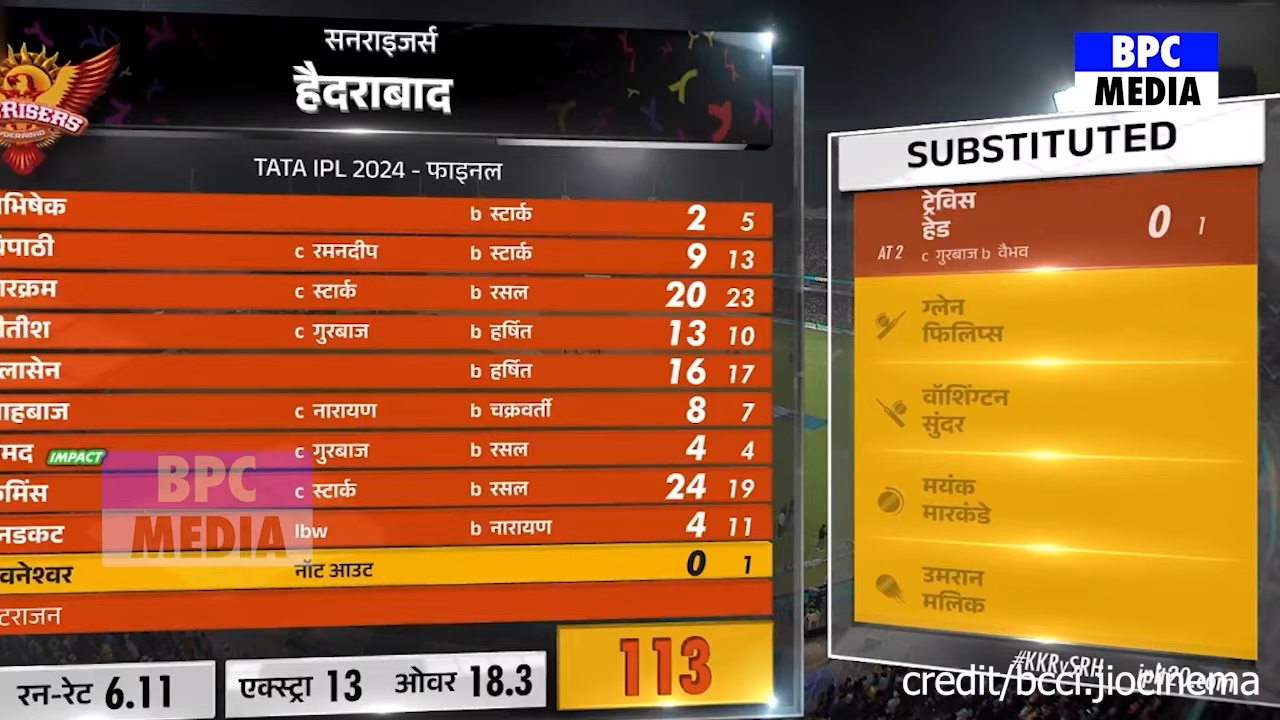 सनराइजर्स
हैदराबाद
RISERS
TATA IPL 2024 - फाइनल
भिषेक b स्टार्क 2 5
पाठी c रमनदीप b स्टार्क 9 13
रक्रम c स्टार्क b रसल 20 23
तीश c गुरबाज b हर्षित 13 10
लासेन b हर्षित 16 17
ाहबाज c नारायण b चक्रवर्ती 8 7
मद IMPACT c गुरबाज b रसल 4 4
मिंस c स्टार्क b रसल 24 19
नडकट lbw b नारायण 4 11
वनेश्वर नॉट आउट 0 1
टराजन
रन-रेट 6.11 एक्स्ट्रा 13 ओवर 18.3 113
BPC
MEDIA
BPC
MEDIA
SUBSTITUTED
ट्रेविस
हेड 0 1
AT 2 c गुरबाज b वैभव
ग्लेन
फिलिप्स
वॉशिंग्टन
सुंदर
मयंक
मारकंडे
उमरान
मलिक
#KKRvSRH
credit/bcci.jiocinema